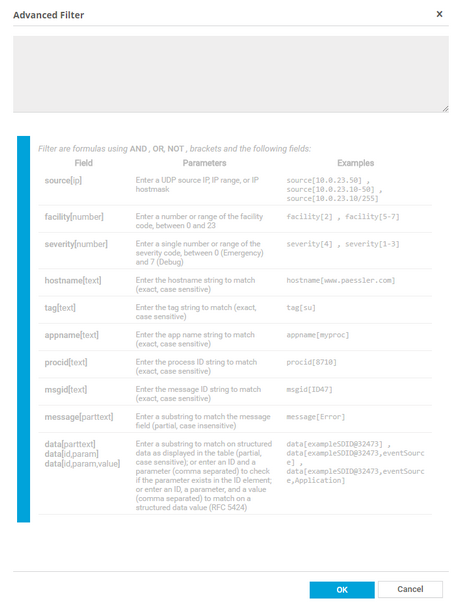 Advanced Filter
X
Filter are formulas using AND , OR, NOT , brackets and the following fields:
Field Parameters Examples
source[ip] Enter a UDP source IP, IP range, or IP source[10.0.23.50] ,
hostmask source[10.0.23.10-50] ,
source[10.0.23.10/255]
facility[number] Enter a number or range of the facility facility[2] , facility[5-7]
code, between 0 and 23
severity[number] Enter a single number or range of the severity[4] , severity[1-3]
severity code, between 0 (Emergency)
and 7 (Debug)
hostname[text] Enter the hostname string to match hostname[www.paessler.com]
(exact, case sensitive)
tag[text] Enter the tag string to match (exact, tag[su]
case sensitive)
appname[text] Enter the app name string to match appname[myproc]
(exact, case sensitive)
procid[text] Enter the process ID string to match procid[8710]
(exact, case sensitive)
msgid[text] Enter the message ID string to match msgid[ID47]
(exact, case sensitive)
message[parttext] Enter a substring to match the message message[Error]
field (partial, case insensitive)
data[parttext] Enter a substring to match on structured data[exampleSDID@32473] ,
data[id,param] data as displayed in the table (partial, data[exampleSDID@32473,eventSourc
data[id,param,value] case sensitive); or enter an ID and a e] ,
parameter (comma separated) to check data[exampleSDID@32473,eventSourc
if the parameter exists in the ID element; e,Application]
or enter an ID, a parameter, and a value
(comma separated) to match on a
structured data value (RFC 5424)
OK Cancel